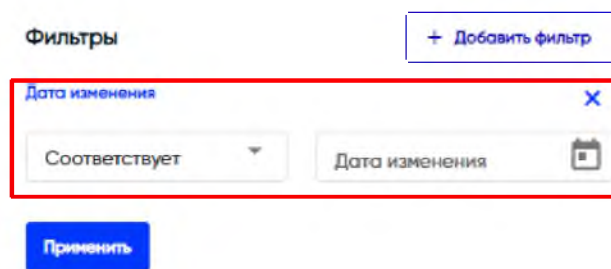 Фильтры
+ Добавить фильтр
Дата изменения
Соответствует
Дата изменения
Применить